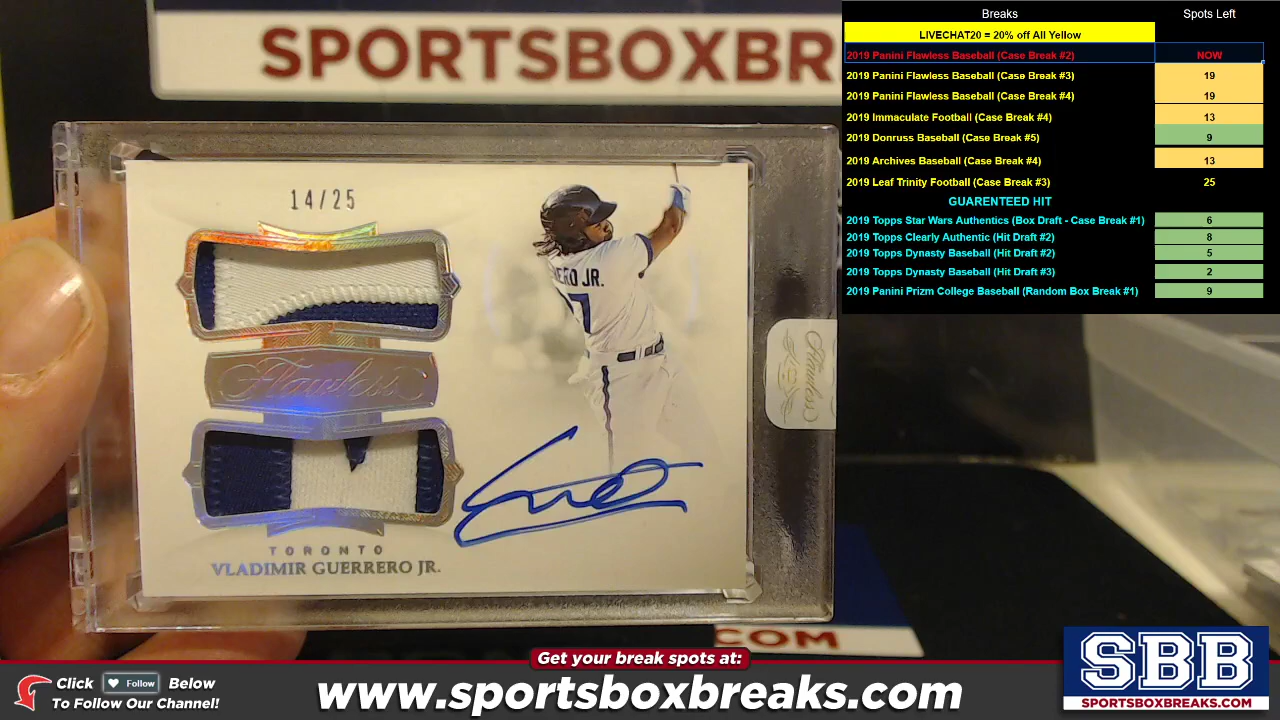 SPORTSBOXBRE
14/25
ERO JR.
Flawless
Flawless
TORONTO
VLADIMIR GUERRERO JR.
.COM
Breaks Spots Left
LIVECHAT20 = 20% off All Yellow
2019 Panini Flawless Baseball (Case Break #2) NOW
2019 Panini Flawless Baseball (Case Break #3) 19
2019 Panini Flawless Baseball (Case Break #4) 19
2019 Immaculate Football (Case Break #4) 13
2019 Donruss Baseball (Case Break #5) 9
2019 Archives Baseball (Case Break #4) 13
2019 Leaf Trinity Football (Case Break #3) 25
GUARENTEED HIT
2019 Topps Star Wars Authentics (Box Draft - Case Break #1) 6
2019 Topps Clearly Authentic (Hit Draft #2) 8
2019 Topps Dynasty Baseball (Hit Draft #2) 5
2019 Topps Dynasty Baseball (Hit Draft #3) 2
2019 Panini Prizm College Baseball (Random Box Break #1) 9
Get your break spots at:
Click Follow Below
To Follow Our Channel!
www.sportsboxbreaks.com
SBB
SPORTSBOXBREAKS.COM